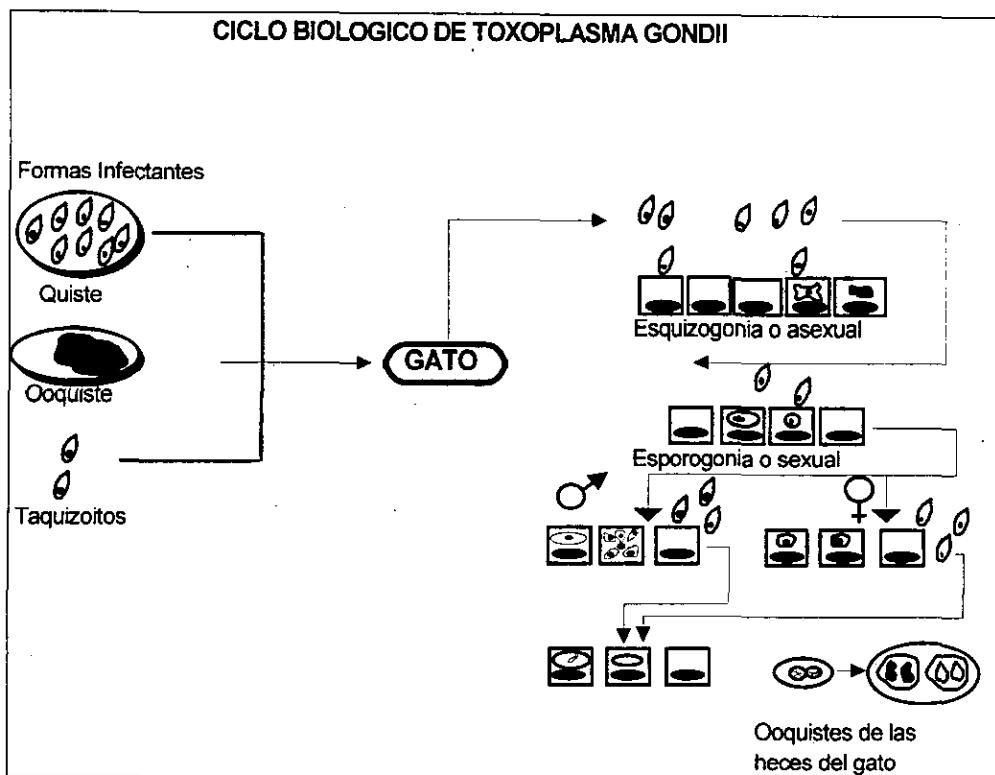 CICLO BIOLOGICO DE TOXOPLASMA GONDII
Formas Infectantes
Quiste
Ooquiste
Taquizoitos
GATO
Esquizogonia o asexual
Esporogonia o sexual
Ooquistes de las
heces del gato